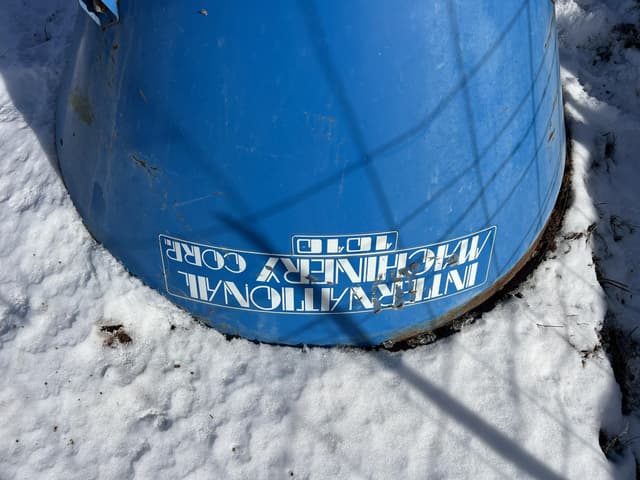 INTERNATIONAL
MACHINERY CORP.